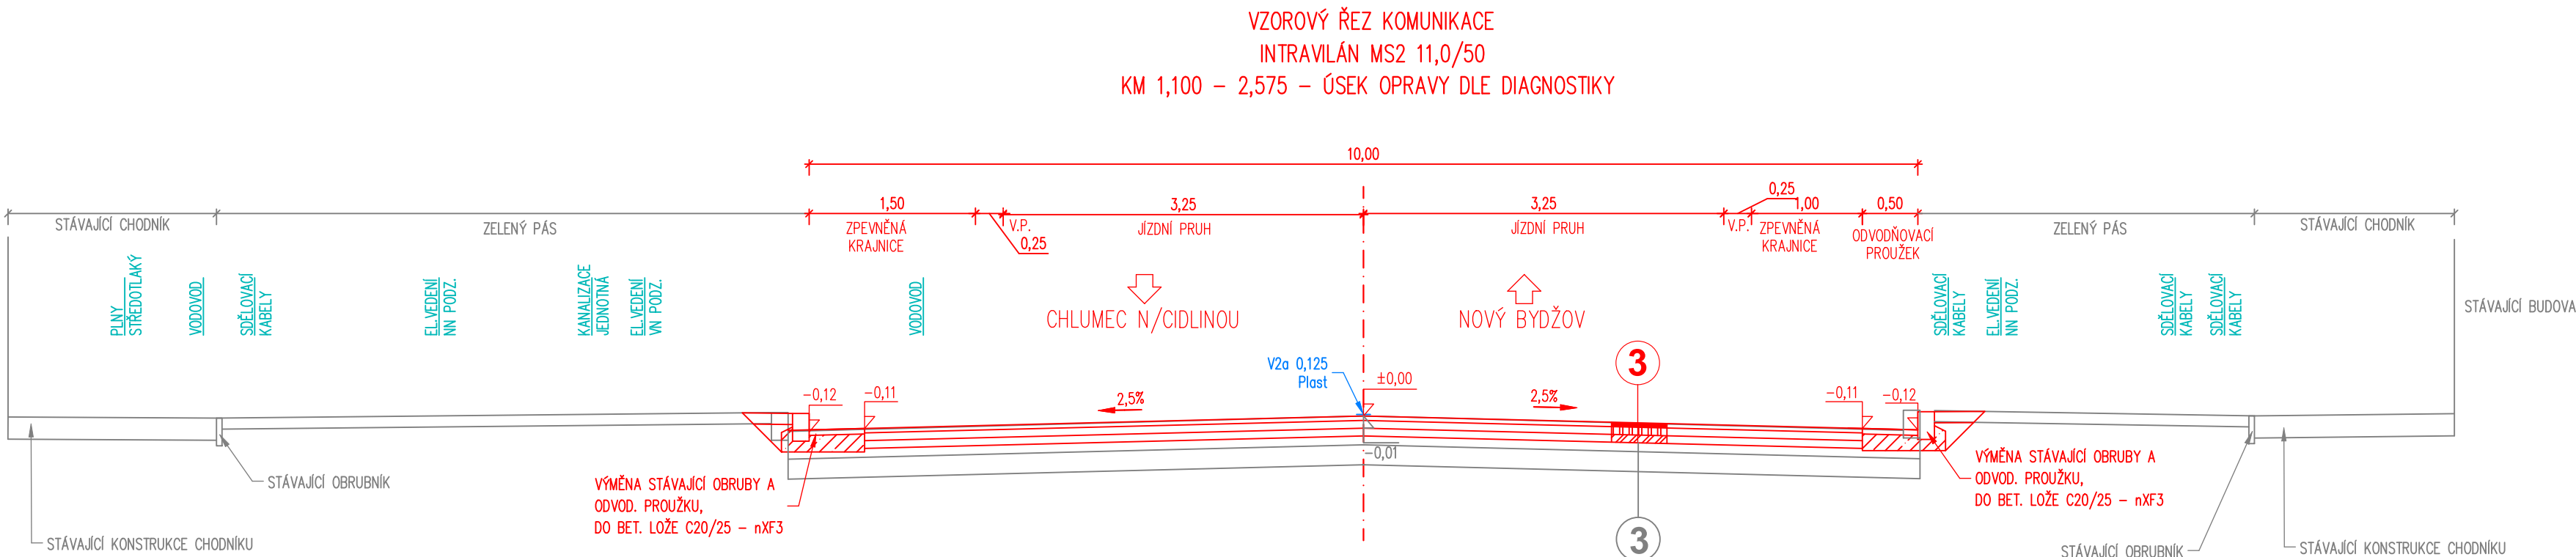 VZOROVÝ ŘEZ KOMUNIKACE
INTRAVILÁN MS2 11,0/50
KM 1,100 – 2,575 – ÚSEK OPRAVY DLE DIAGNOSTIKY
10,00
STÁVAJÍCÍ CHODNÍK
ZELENÝ PÁS
1,50
ZPEVNĚNÁ
KRAJNICE
V.P.
0,25
3,25
JÍZDNÍ PRUH
3,25
JÍZDNÍ PRUH
0,25
V.P.
1,00
ZPEVNĚNÁ
KRAJNICE
0,50
ODVODŇOVACÍ
PROUŽEK
ZELENÝ PÁS
STÁVAJÍCÍ CHODNÍK
PLNY
STŘEDOTLAKÝ
VODOVOD
SDĚLOVACÍ
KABELY
EL.VEDENÍ
NN PODZ.
KANALIZACE
JEDNOTNÁ
EL.VEDENÍ
VN PODZ.
VODOVOD
CHLUMEC N/CIDLINOU
NOVÝ BYDŽOV
SDĚLOVACÍ
KABELY
EL.VEDENÍ
NN PODZ.
SDĚLOVACÍ
KABELY
SDĚLOVACÍ
KABELY
STÁVAJÍCÍ BUDOVA
V2a 0,125
Plast
±0,00
3
-0,12
-0,11
2,5%
2,5%
-0,11
-0,12
-0,01
VÝMĚNA STÁVAJÍCÍ OBRUBY A
ODVOD. PROUŽKU,
DO BET. LOŽE C20/25 – nXF3
VÝMĚNA STÁVAJÍCÍ OBRUBY A
ODVOD. PROUŽKU,
DO BET. LOŽE C20/25 – nXF3
STÁVAJÍCÍ OBRUBNÍK
STÁVAJÍCÍ KONSTRUKCE CHODNÍKU
3
STÁVAJÍCÍ OBRUBNÍK
STÁVAJÍCÍ KONSTRUKCE CHODNÍKU